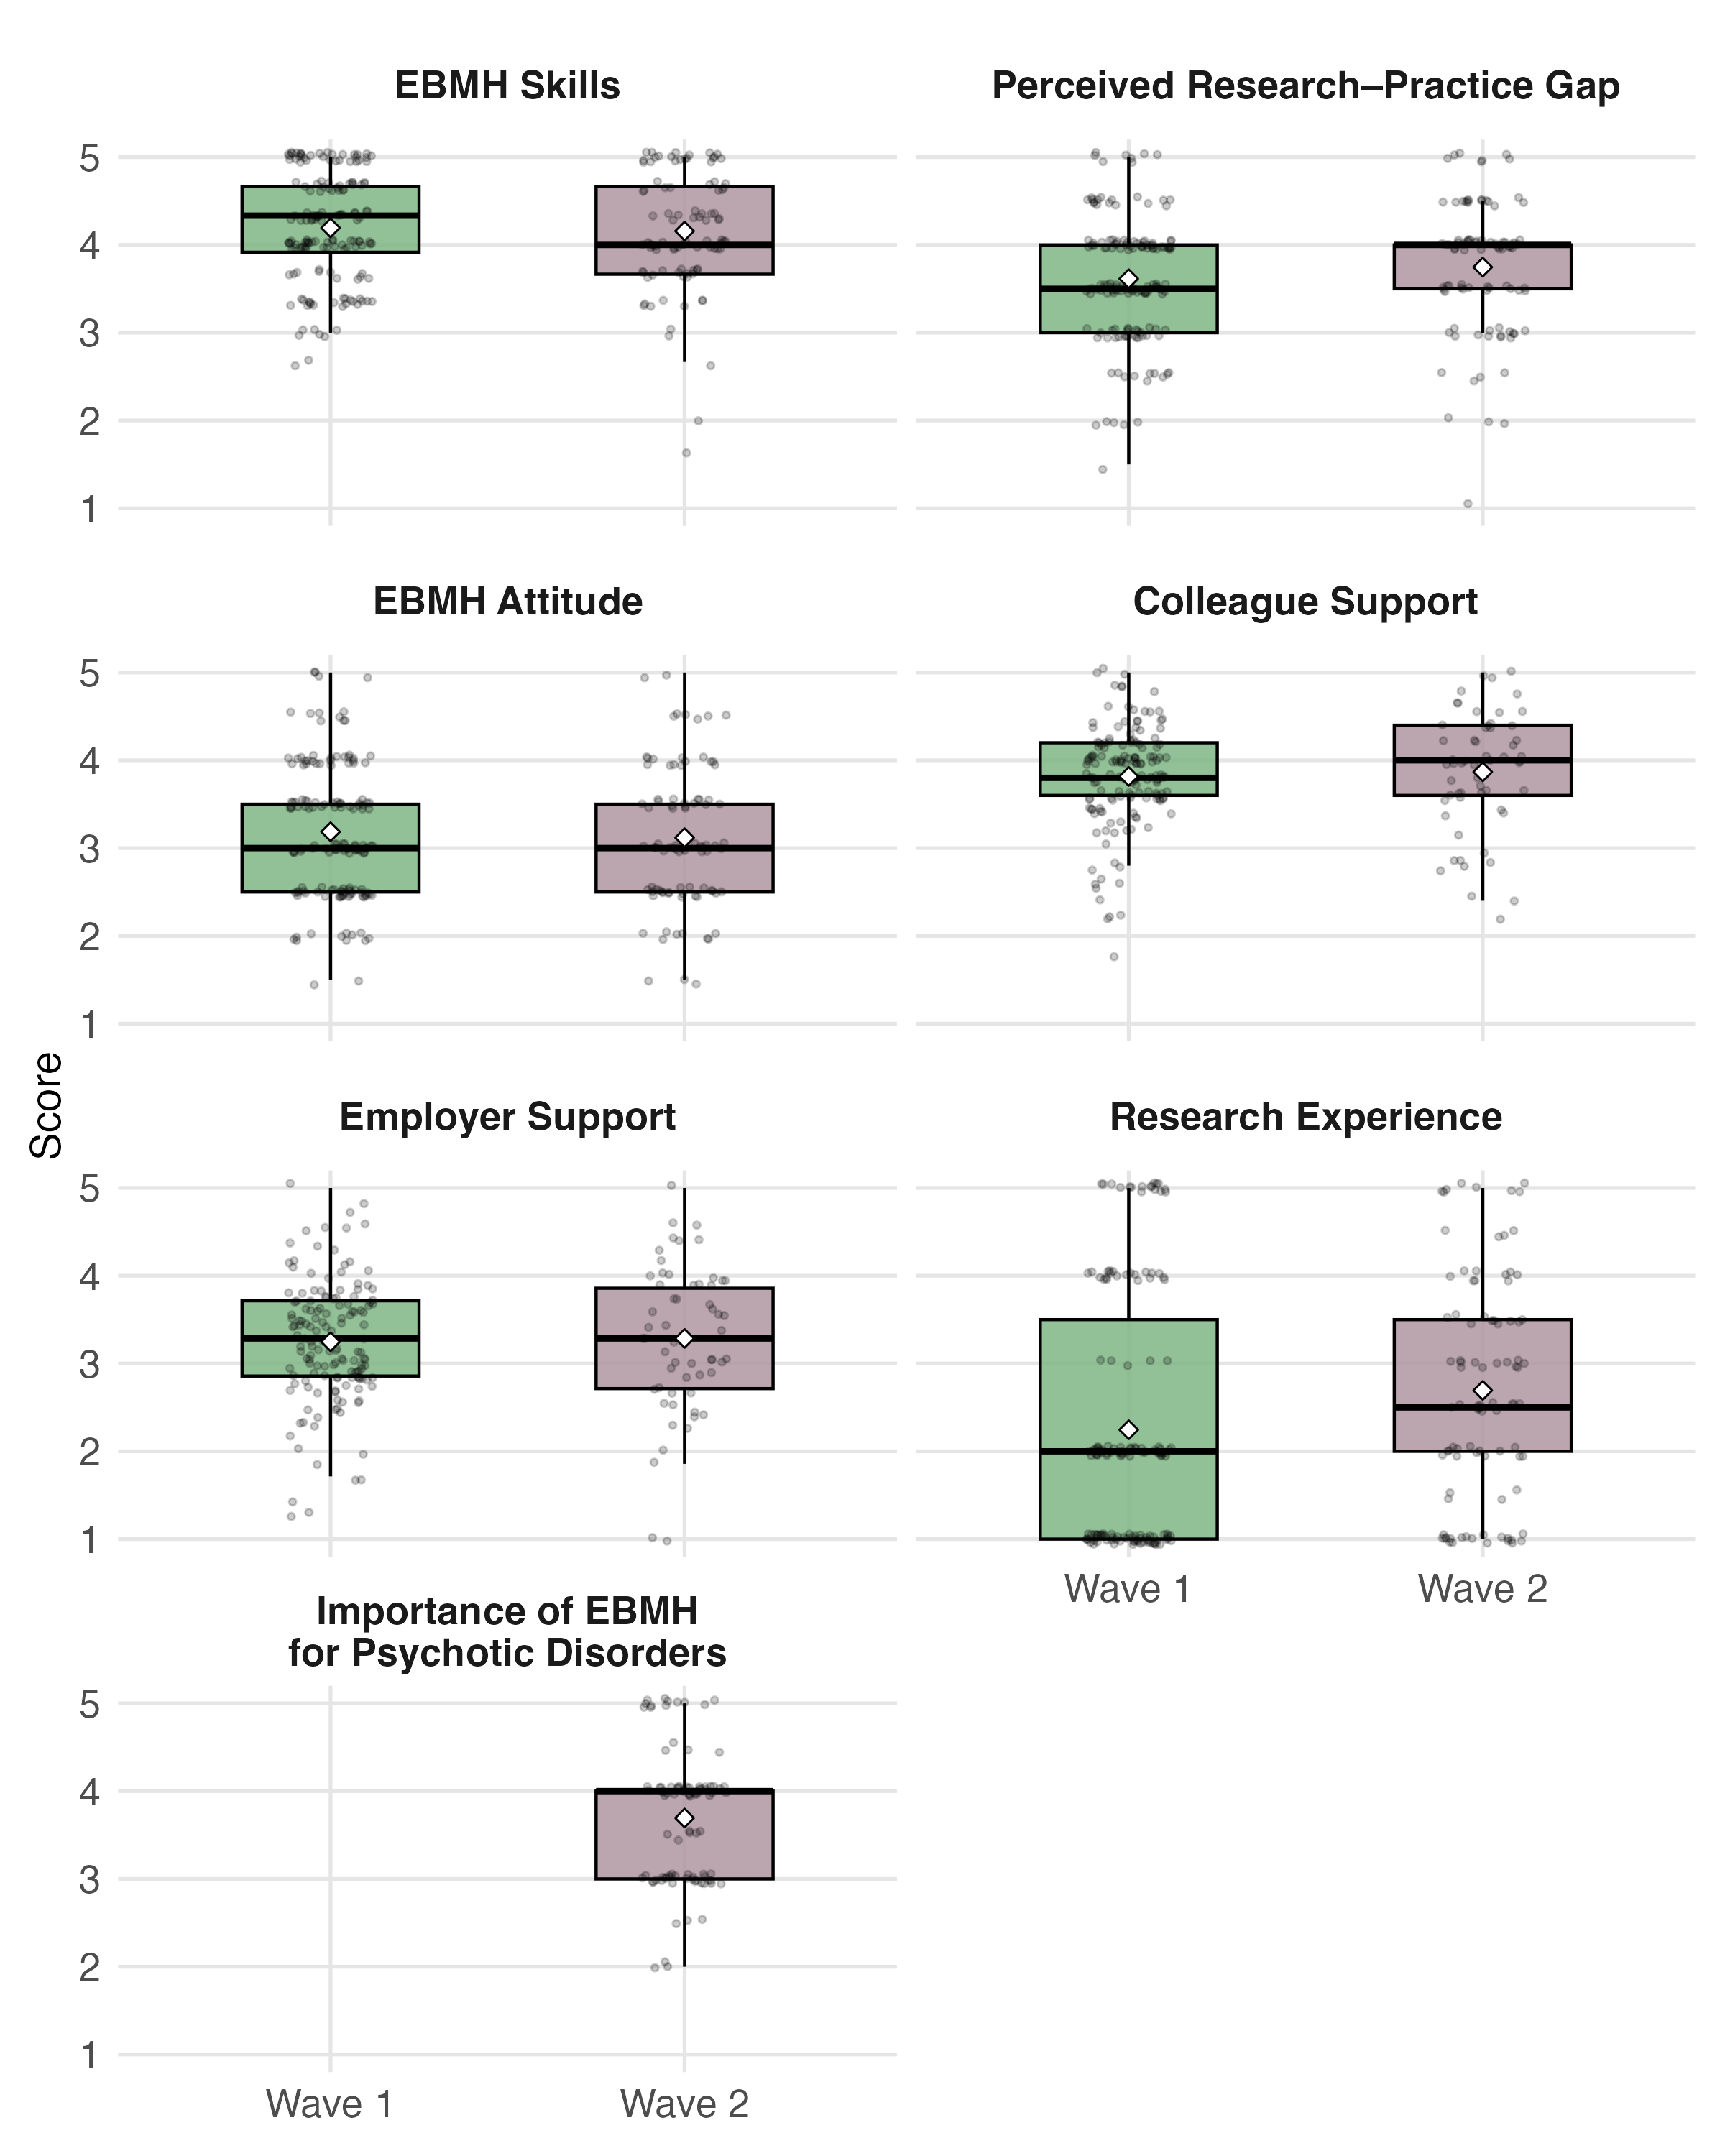 EBMH Skills
Perceived Research–Practice Gap
5
4
3
2
1
EBMH Attitude
Colleague Support
5
4
3
2
1
Score
Employer Support
Research Experience
5
4
3
2
1
Wave 1
Wave 2
Importance of EBMH
for Psychotic Disorders
5
4
3
2
1
Wave 1
Wave 2